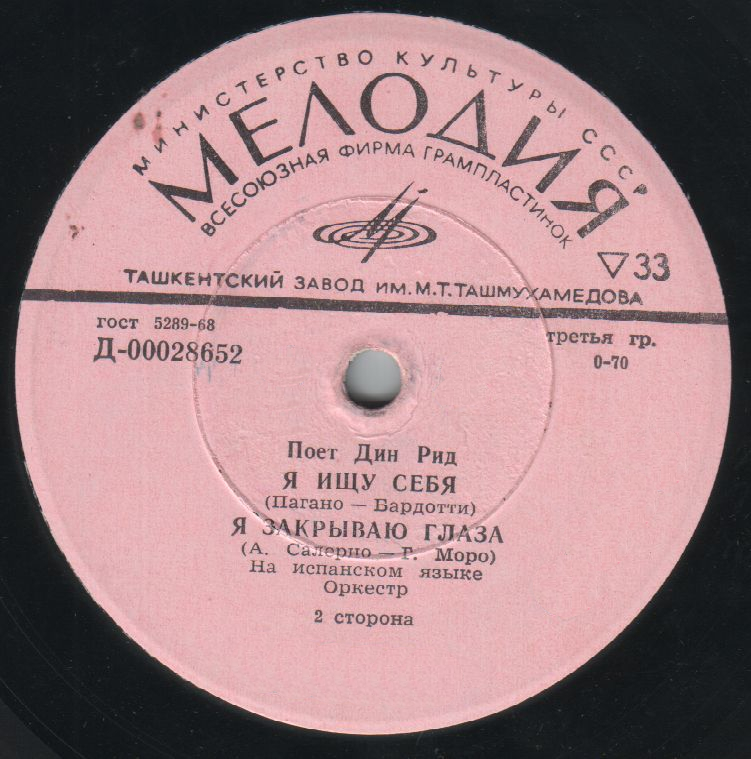 МИНИСТЕРСТВО КУЛЬТУРЫ СССР
МЕЛОДИЯ
ВСЕСОЮЗНАЯ ФИРМА ГРАМПЛАСТИНОК
▽33
ТАШКЕНТСКИЙ ЗАВОД ИМ. М.Т. ТАШМУХАМЕДОВА
гост 5289-68
третья гр.
Д-00028652
0-70
Поет Дин Рид
Я ИЩУ СЕБЯ
(Пагано — Бардотти)
Я ЗАКРЫВАЮ ГЛАЗА
(А. Салерно — Г. Моро)
На испанском языке
Оркестр
2 сторона